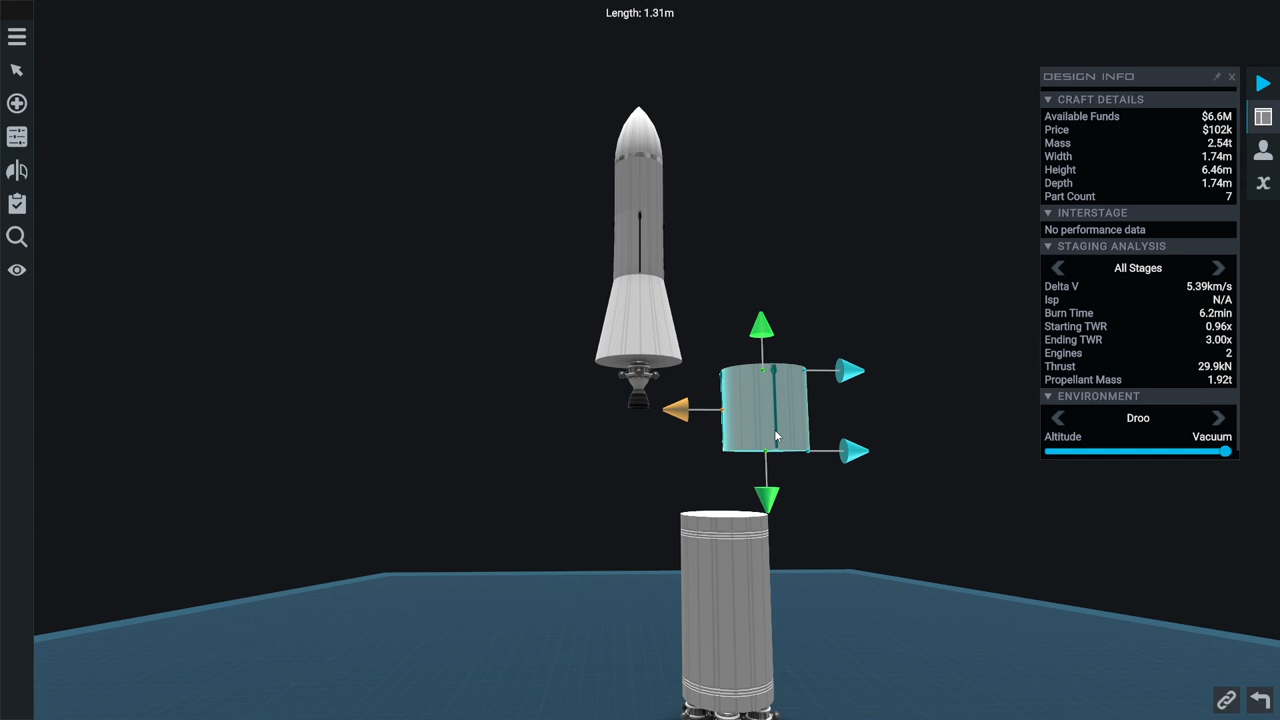 Length: 1.31m
DESIGN INFO
CRAFT DETAILS
Available Funds $6.6M
Price $102k
Mass 2.54t
Width 1.74m
Height 6.46m
Depth 1.74m
Part Count 7
INTERSTAGE
No performance data
STAGING ANALYSIS
All Stages
Delta V 5.39km/s
Isp N/A
Burn Time 6.2min
Starting TWR 0.96x
Ending TWR 3.00x
Engines 2
Thrust 29.9kN
Propellant Mass 1.92t
ENVIRONMENT
Droo
Altitude Vacuum